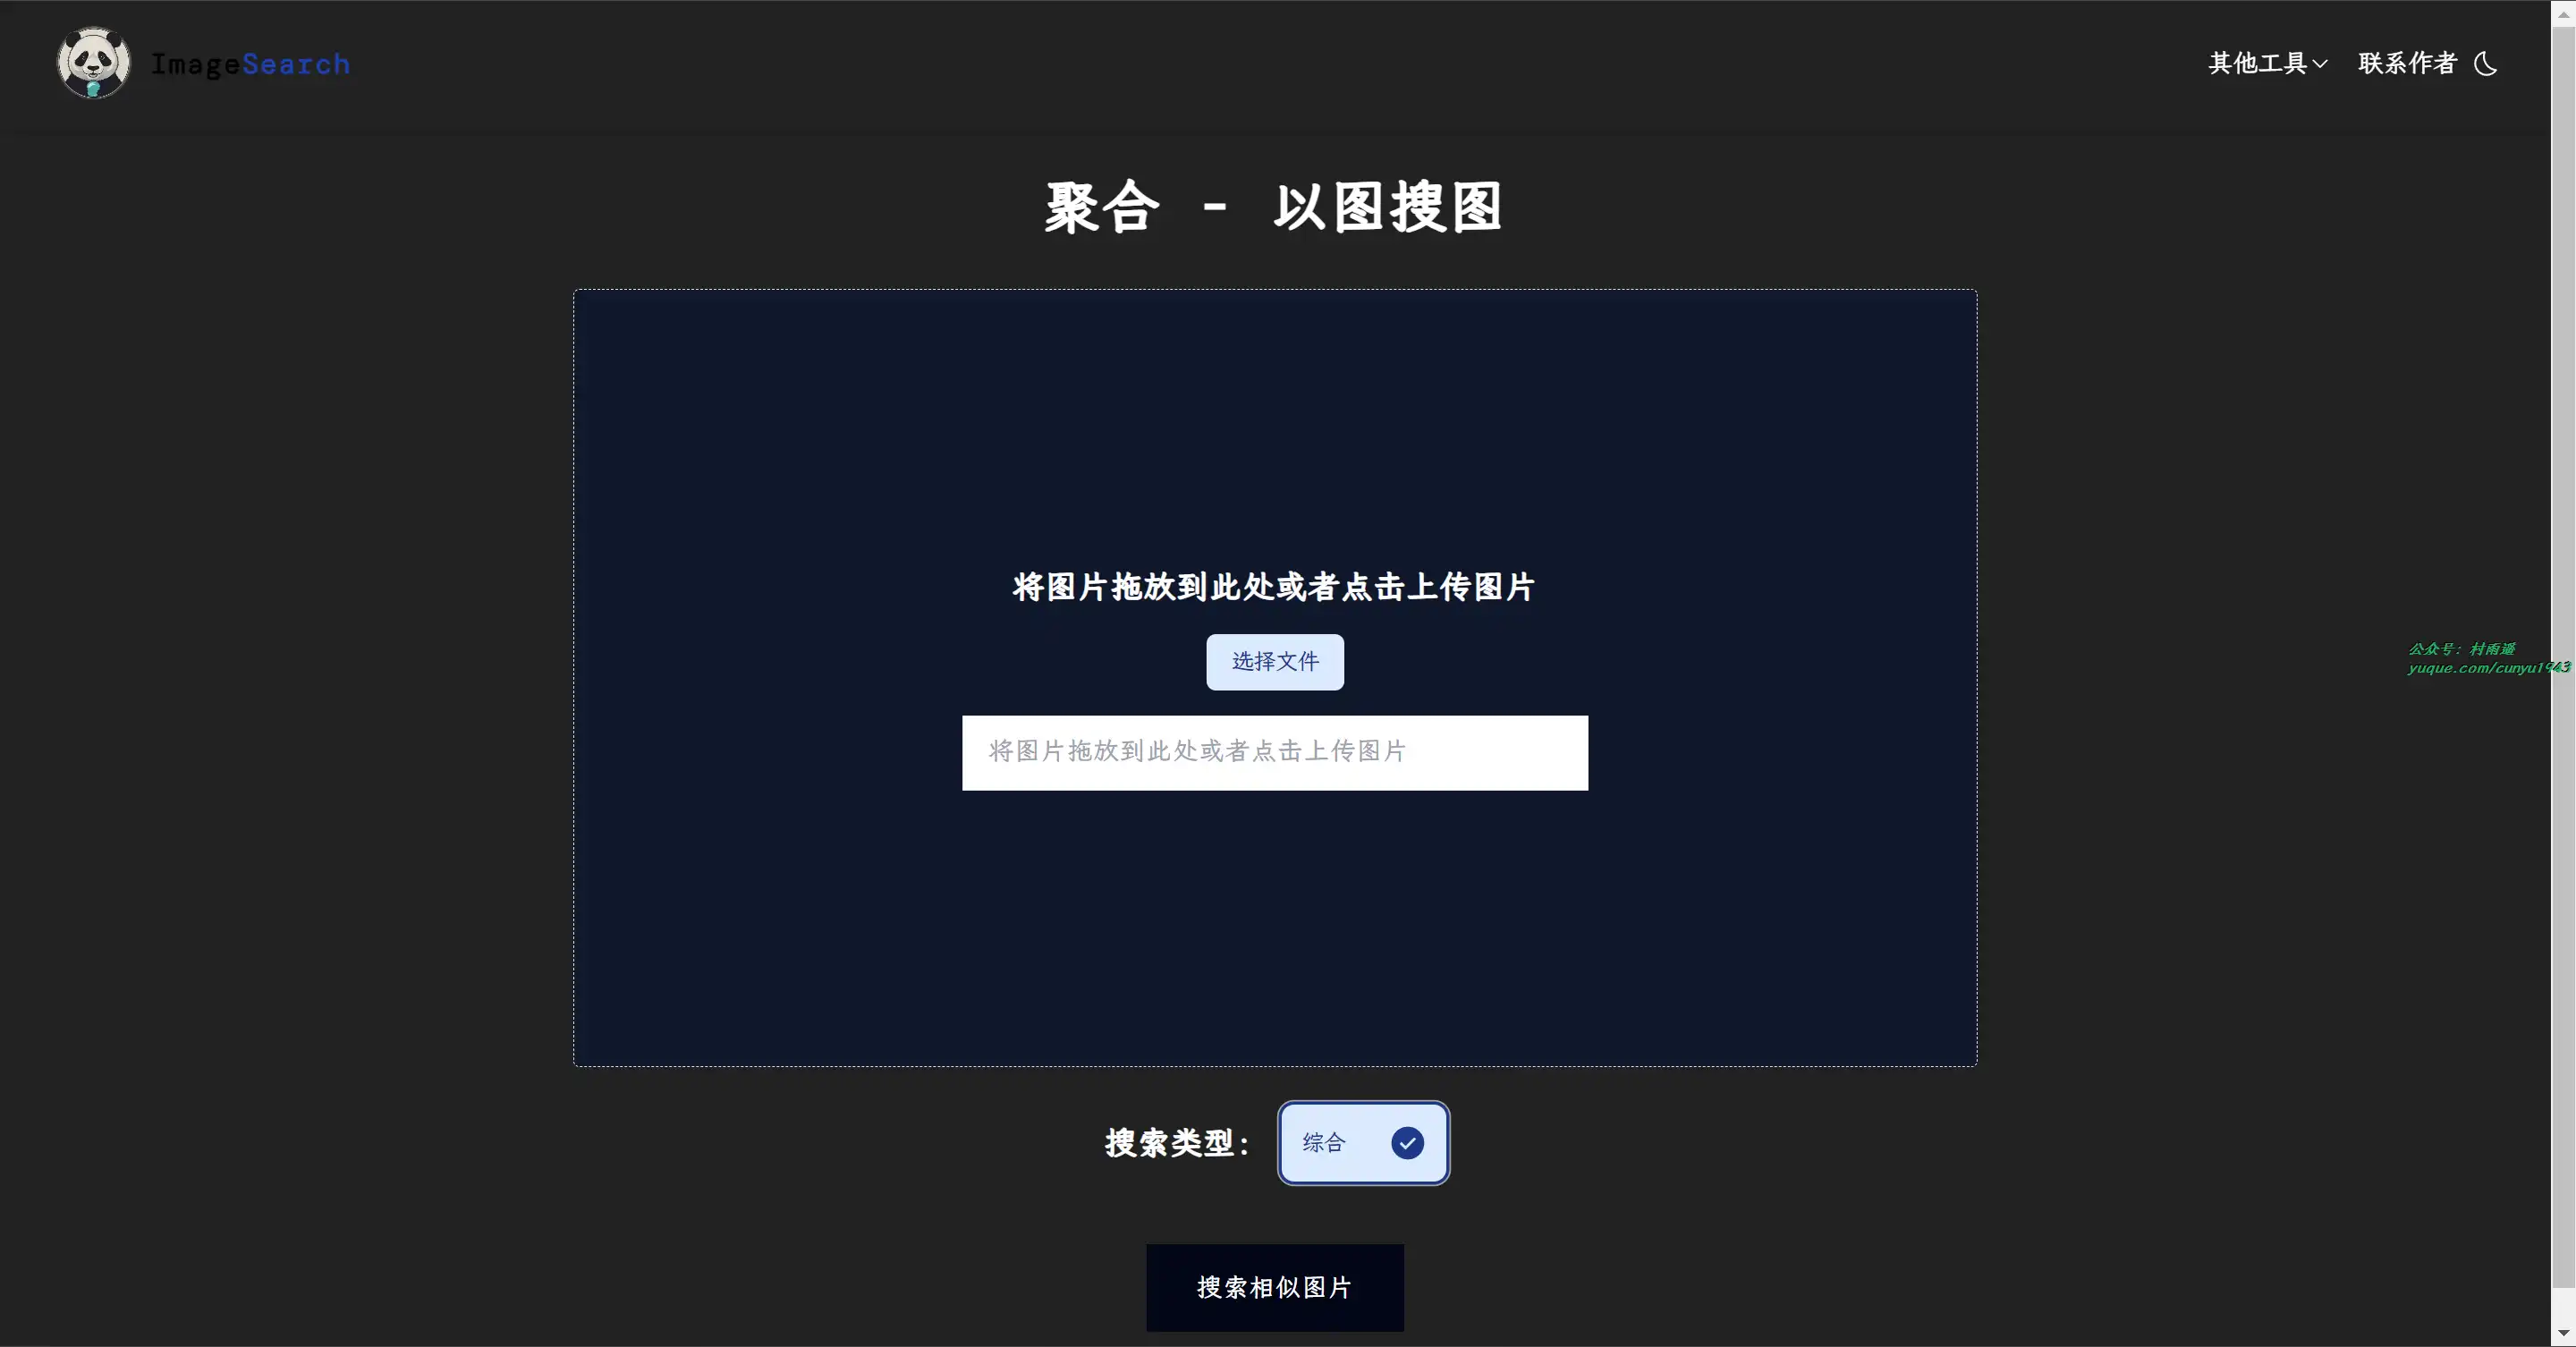 ImageSearch
其他工具
联系作者
聚合 - 以图搜图
将图片拖放到此处或者点击上传图片
选择文件
将图片拖放到此处或者点击上传图片
公众号：村雨遥
yuque.com/cunyu1943
搜索类型：
综合
搜索相似图片